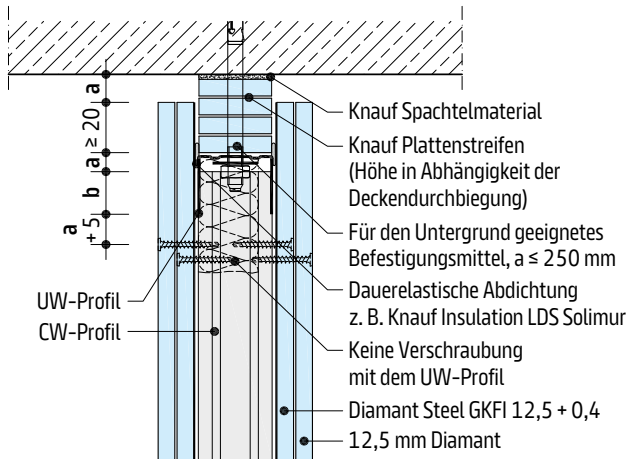 a
≥ 20
a
b
a
+ 5
Knauf Spachtelmaterial
Knauf Plattenstreifen
(Höhe in Abhängigkeit der
Deckendurchbiegung)
Für den Untergrund geeignetes
Befestigungsmittel, a ≤ 250 mm
Dauerelastische Abdichtung
z. B. Knauf Insulation LDS Solimur
Keine Verschraubung
mit dem UW-Profil
Diamant Steel GKFI 12,5 + 0,4
12,5 mm Diamant
UW-Profil
CW-Profil